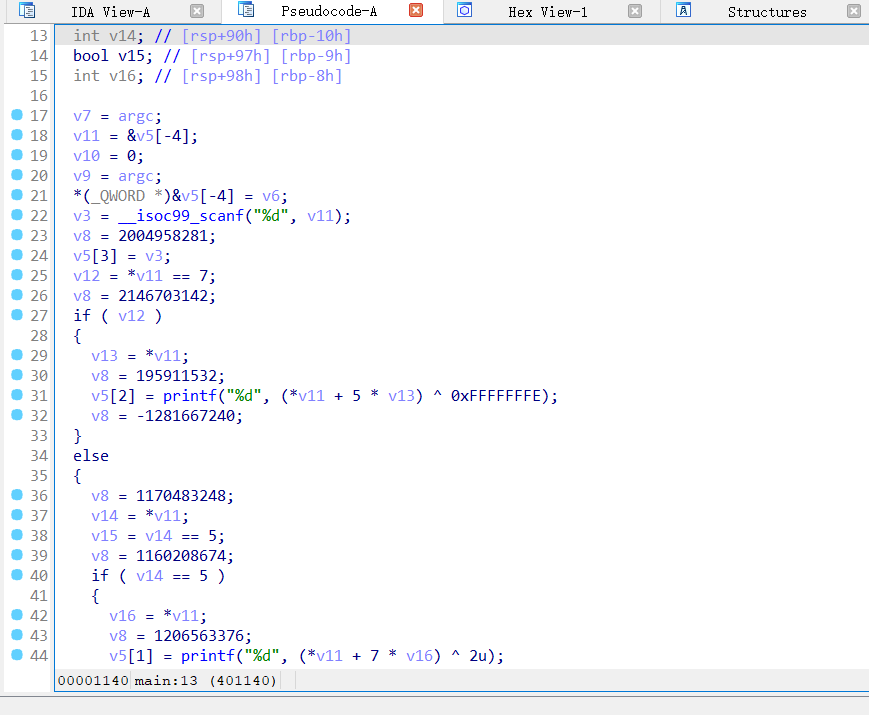 IDA View-A Pseudocode-A Hex View-1 Structures
13 int v14; // [rsp+90h] [rbp-10h]
14 bool v15; // [rsp+97h] [rbp-9h]
15 int v16; // [rsp+98h] [rbp-8h]
16
17 v7 = argc;
18 v11 = &v5[-4];
19 v10 = 0;
20 v9 = argc;
21 *(_QWORD *)&v5[-4] = v6;
22 v3 = __isoc99_scanf("%d", v11);
23 v8 = 2004958281;
24 v5[3] = v3;
25 v12 = *v11 == 7;
26 v8 = 2146703142;
27 if ( v12 )
28 {
29 v13 = *v11;
30 v8 = 195911532;
31 v5[2] = printf("%d", (*v11 + 5 * v13) ^ 0xFFFFFFFE);
32 v8 = -1281667240;
33 }
34 else
35 {
36 v8 = 1170483248;
37 v14 = *v11;
38 v15 = v14 == 5;
39 v8 = 1160208674;
40 if ( v14 == 5 )
41 {
42 v16 = *v11;
43 v8 = 1206563376;
44 v5[1] = printf("%d", (*v11 + 7 * v16) ^ 2u);
00001140 main:13 (401140)